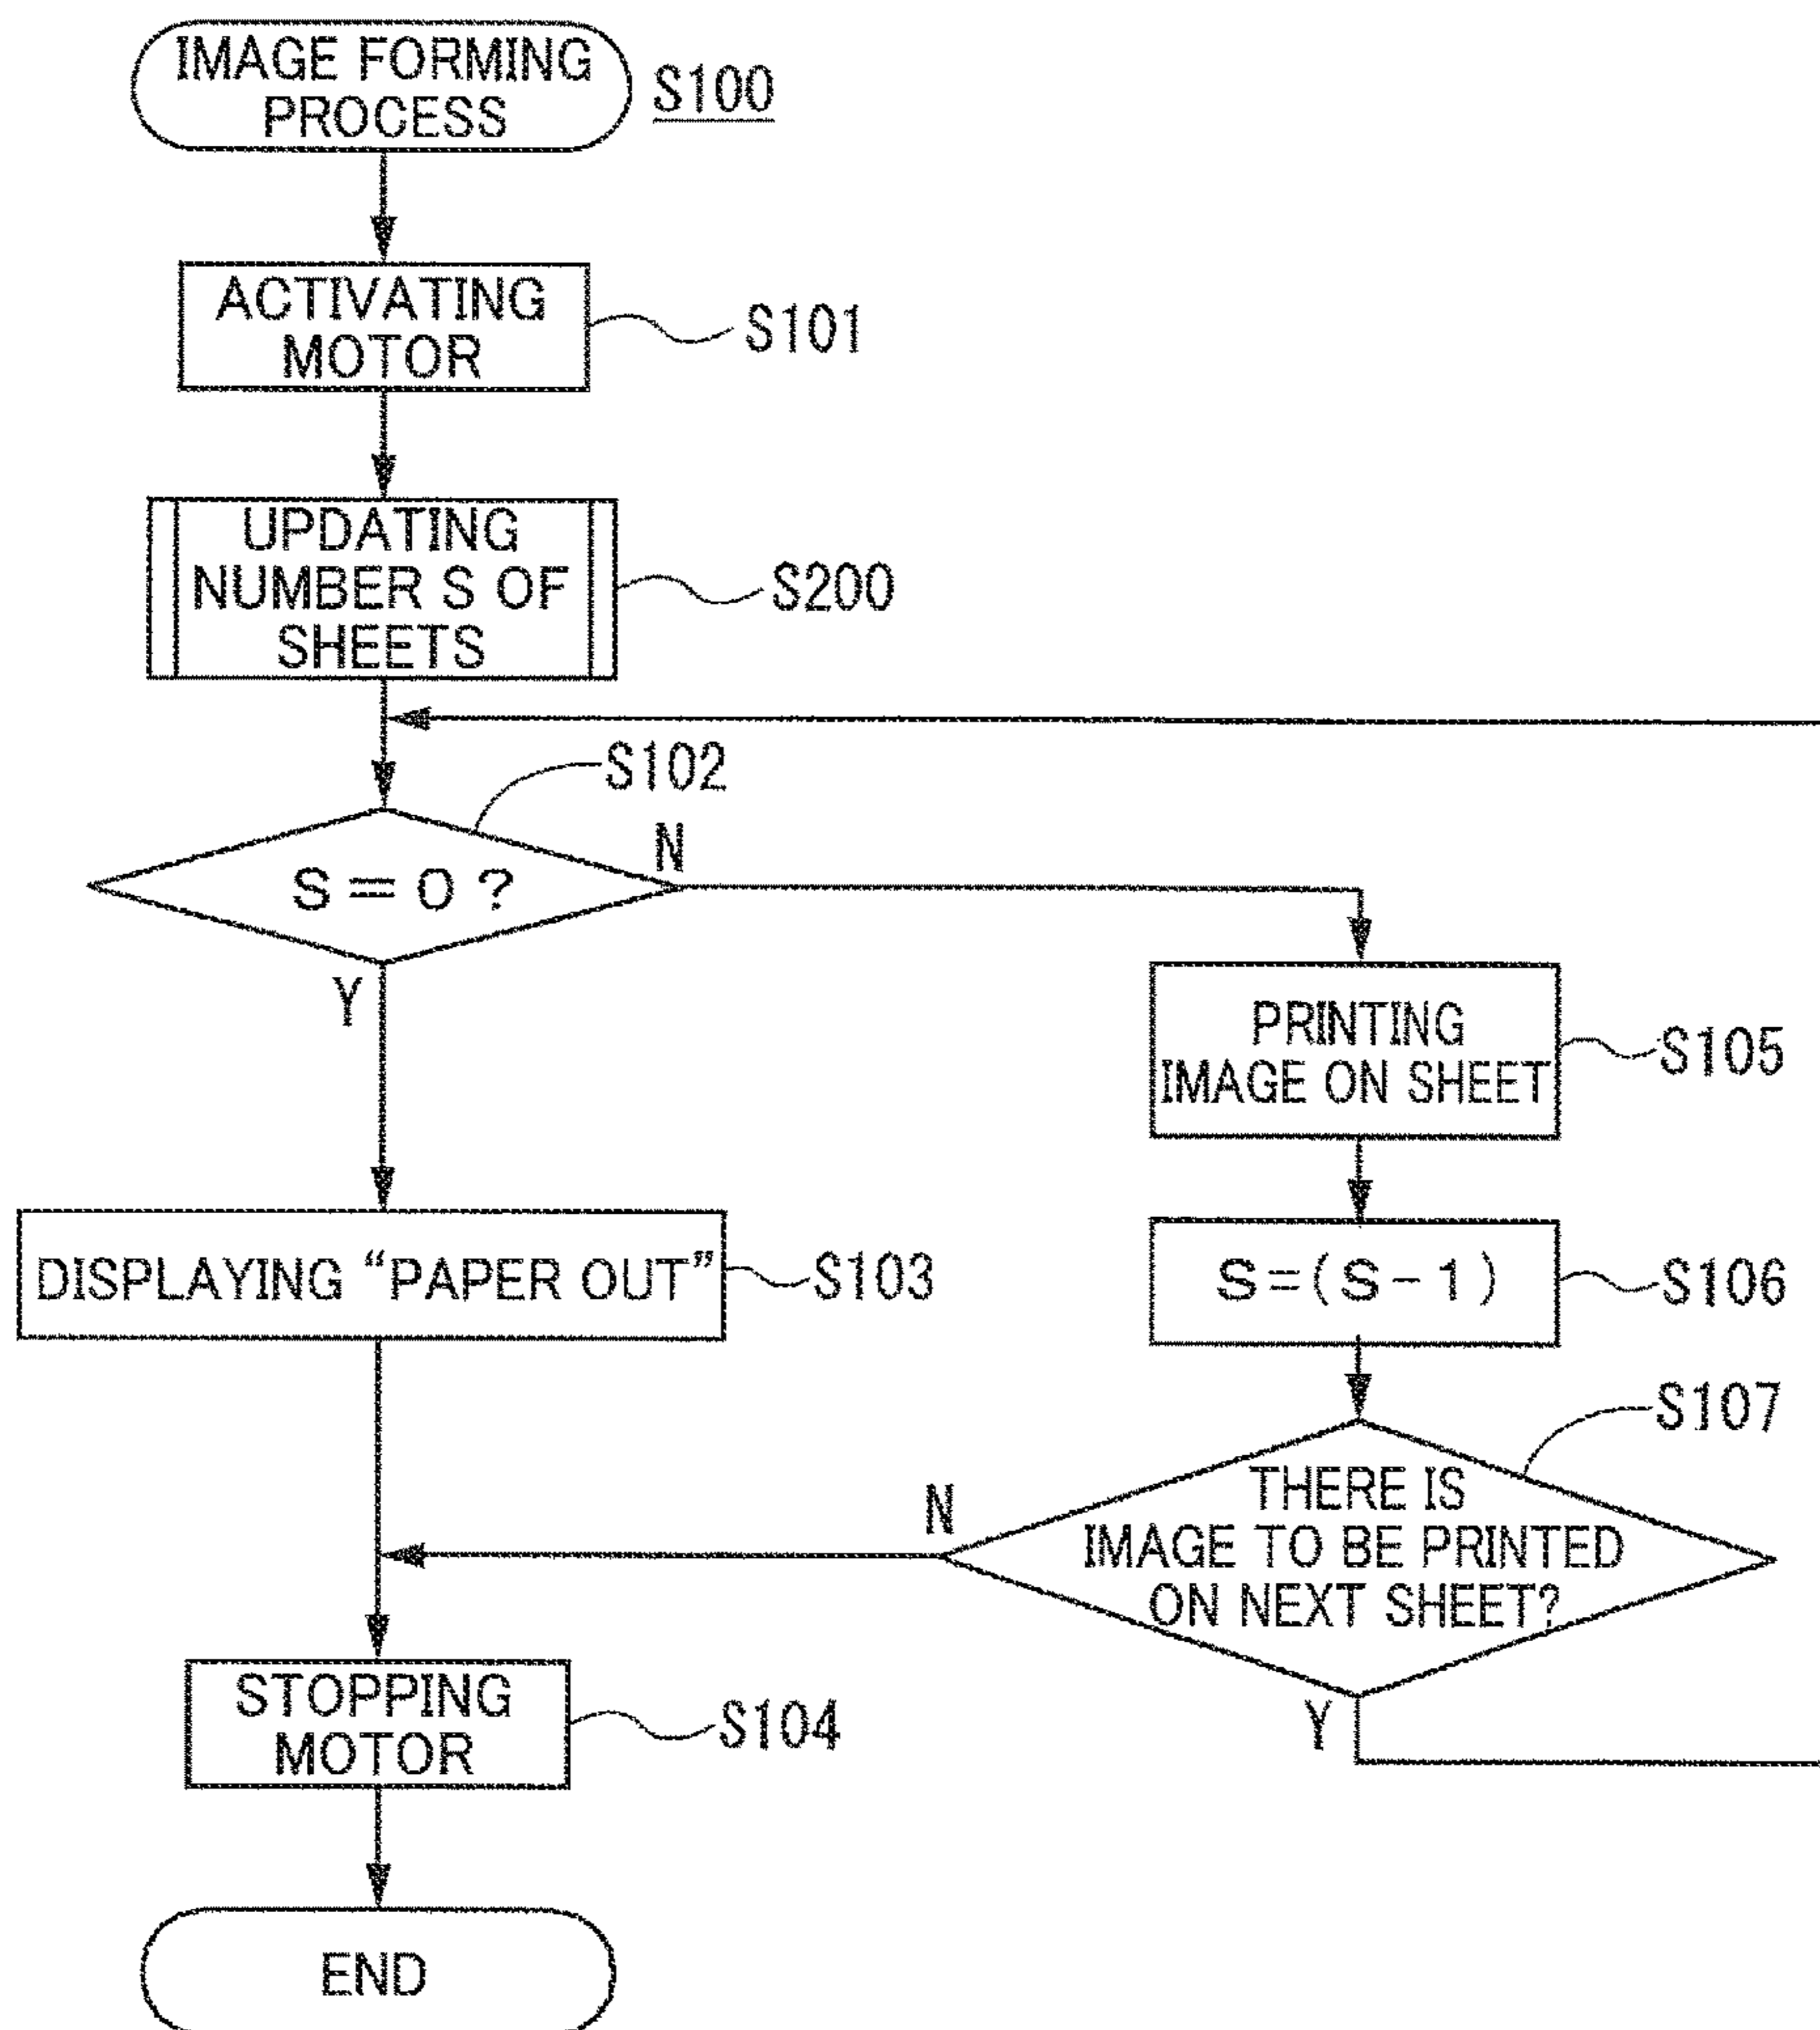 IMAGE FORMING
PROCESS
S100
ACTIVATING
MOTOR
S101
UPDATING
NUMBER S OF
SHEETS
S200
S102
S = 0 ?
N
Y
PRINTING
IMAGE ON SHEET
S105
DISPLAYING “PAPER OUT”
S103
S = ( S - 1 )
S106
S107
THERE IS
IMAGE TO BE PRINTED
ON NEXT SHEET?
N
Y
STOPPING
MOTOR
S104
END